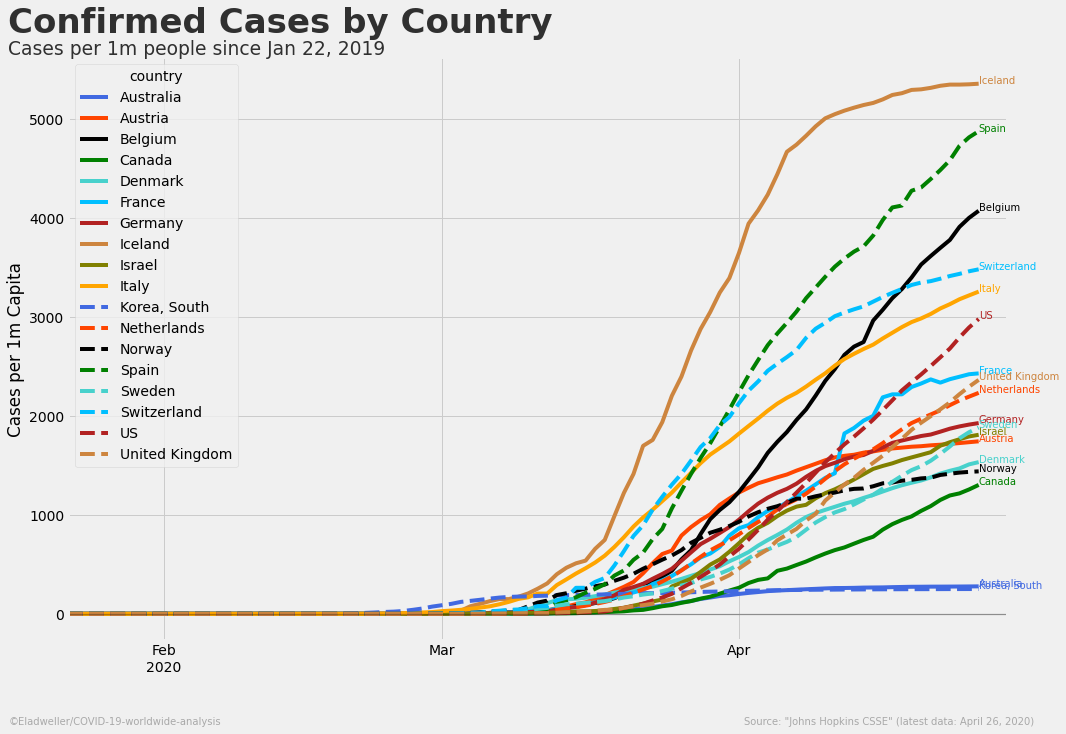 Confirmed Cases by Country
Cases per 1m people since Jan 22, 2019
country
Australia
Austria
Belgium
Canada
Denmark
France
Germany
Iceland
Israel
Italy
Korea, South
Netherlands
Norway
Spain
Sweden
Switzerland
US
United Kingdom
Cases per 1m Capita
5000
4000
3000
2000
1000
0
Iceland
Spain
Belgium
Switzerland
Italy
US
France
United Kingdom
Netherlands
Germany
Sweden
Israel
Austria
Denmark
Norway
Canada
Australia
Korea, South
Feb
2020
Mar
Apr
©Eladweller/COVID-19-worldwide-analysis
Source: "Johns Hopkins CSSE" (latest data: April 26, 2020)